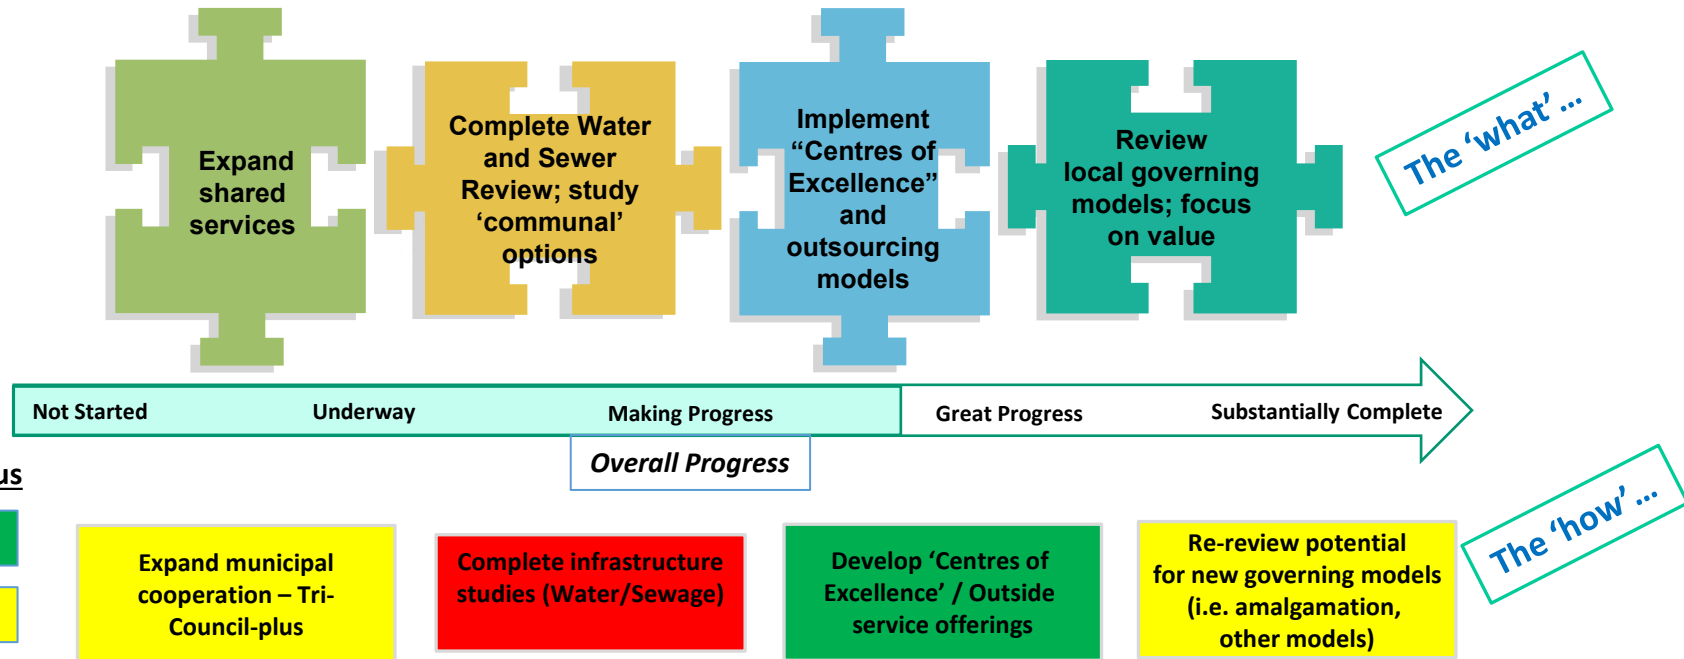 Expand
shared
services
Complete Water
and Sewer
Review; study
‘communal’
options
Implement
“Centres of
Excellence”
and
outsourcing
models
Review
local governing
models; focus
on value
The ‘what’...
Not Started
Underway
Making Progress
Great Progress
Substantially Complete
Overall Progress
us
Expand municipal
cooperation – Tri-
Council-plus
Complete infrastructure
studies (Water/Sewage)
Develop ‘Centres of
Excellence’ / Outside
service offerings
Re-review potential
for new governing models
(i.e. amalgamation,
other models)
The ‘how’...